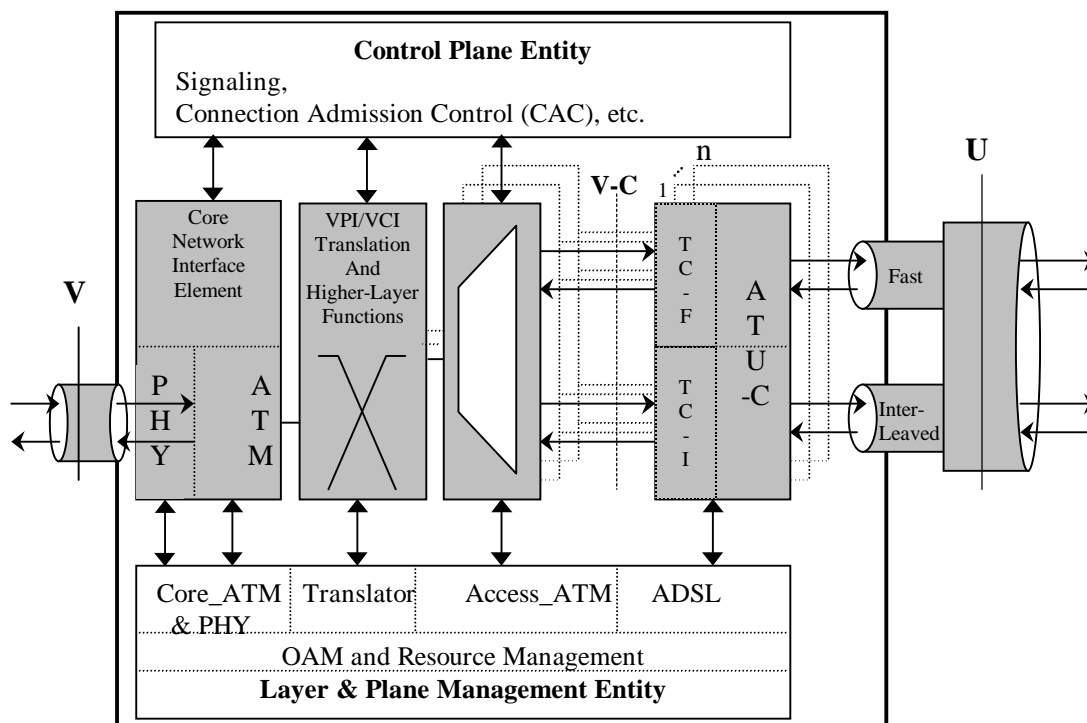 Control Plane Entity
Signaling,
Connection Admission Control (CAC), etc.
n
1
V-C
U
V
Core
Network
Interface
Element
P
H
Y
A
T
M
VPI/VCI
Translation
And
Higher-Layer
Functions
T
C
-
F
T
C
-
I
A
T
U
-C
Fast
Inter-
Leaved
Core_ATM
& PHY
Translator
Access_ATM
ADSL
OAM and Resource Management
Layer & Plane Management Entity